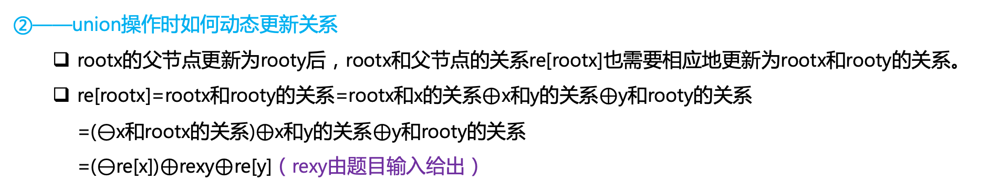 ②——union操作时如何动态更新关系
❑ rootx的父节点更新为rooty后，rootx和父节点的关系re[rootx]也需要相应地更新为rootx和rooty的关系。
❑ re[rootx]=rootx和rooty的关系=rootx和x的关系⊕x和y的关系⊕y和rooty的关系
=(⊖x和rootx的关系)⊕x和y的关系⊕y和rooty的关系
=(⊖re[x])⊕rexy⊕re[y]（rexy由题目输入给出）